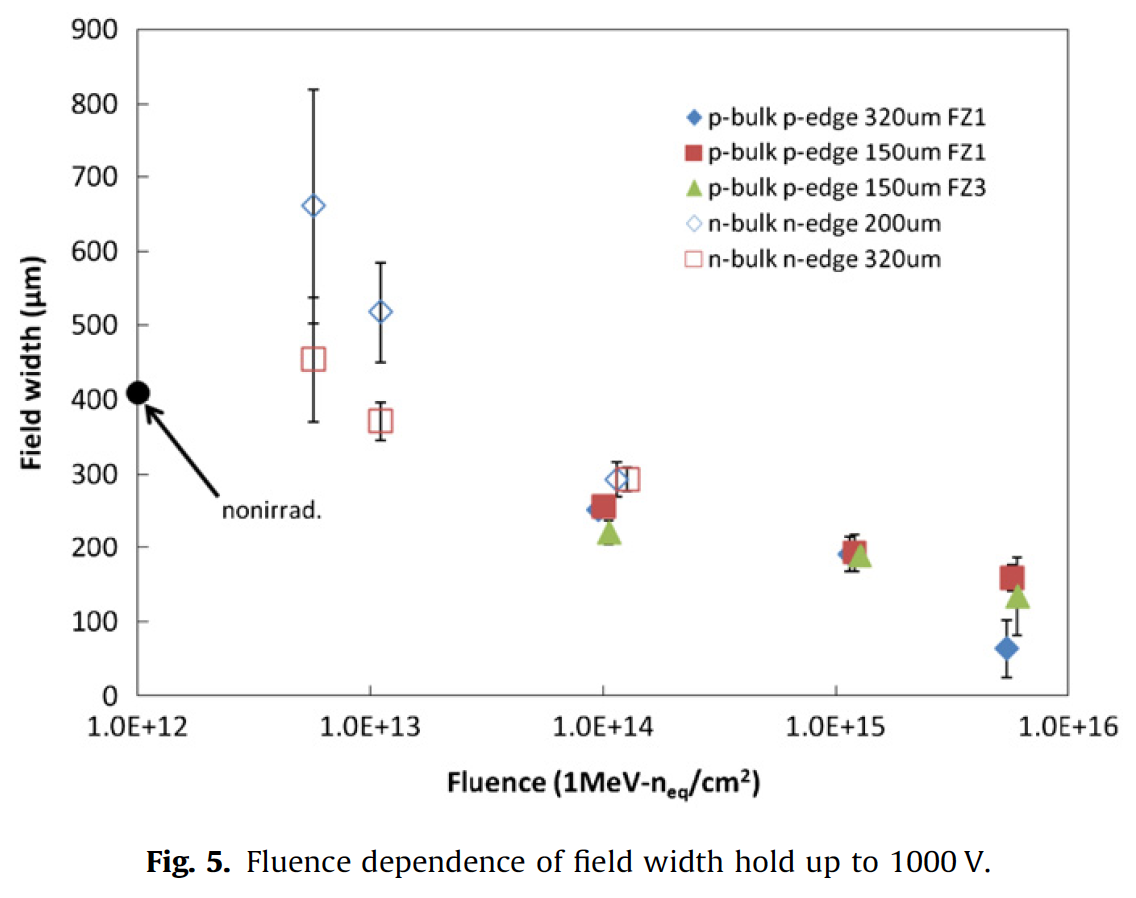 900
800
700
600
500
400
300
200
100
0
Field width (μm)
p-bulk p-edge 320um FZ1
p-bulk p-edge 150um FZ1
p-bulk p-edge 150um FZ3
n-bulk n-edge 200um
n-bulk n-edge 320um
nonirrad.
1.0E+12 1.0E+13 1.0E+14 1.0E+15 1.0E+16
Fluence (1MeV-n<sub>eq</sub>/cm²)
Fig. 5. Fluence dependence of field width hold up to 1000 V.